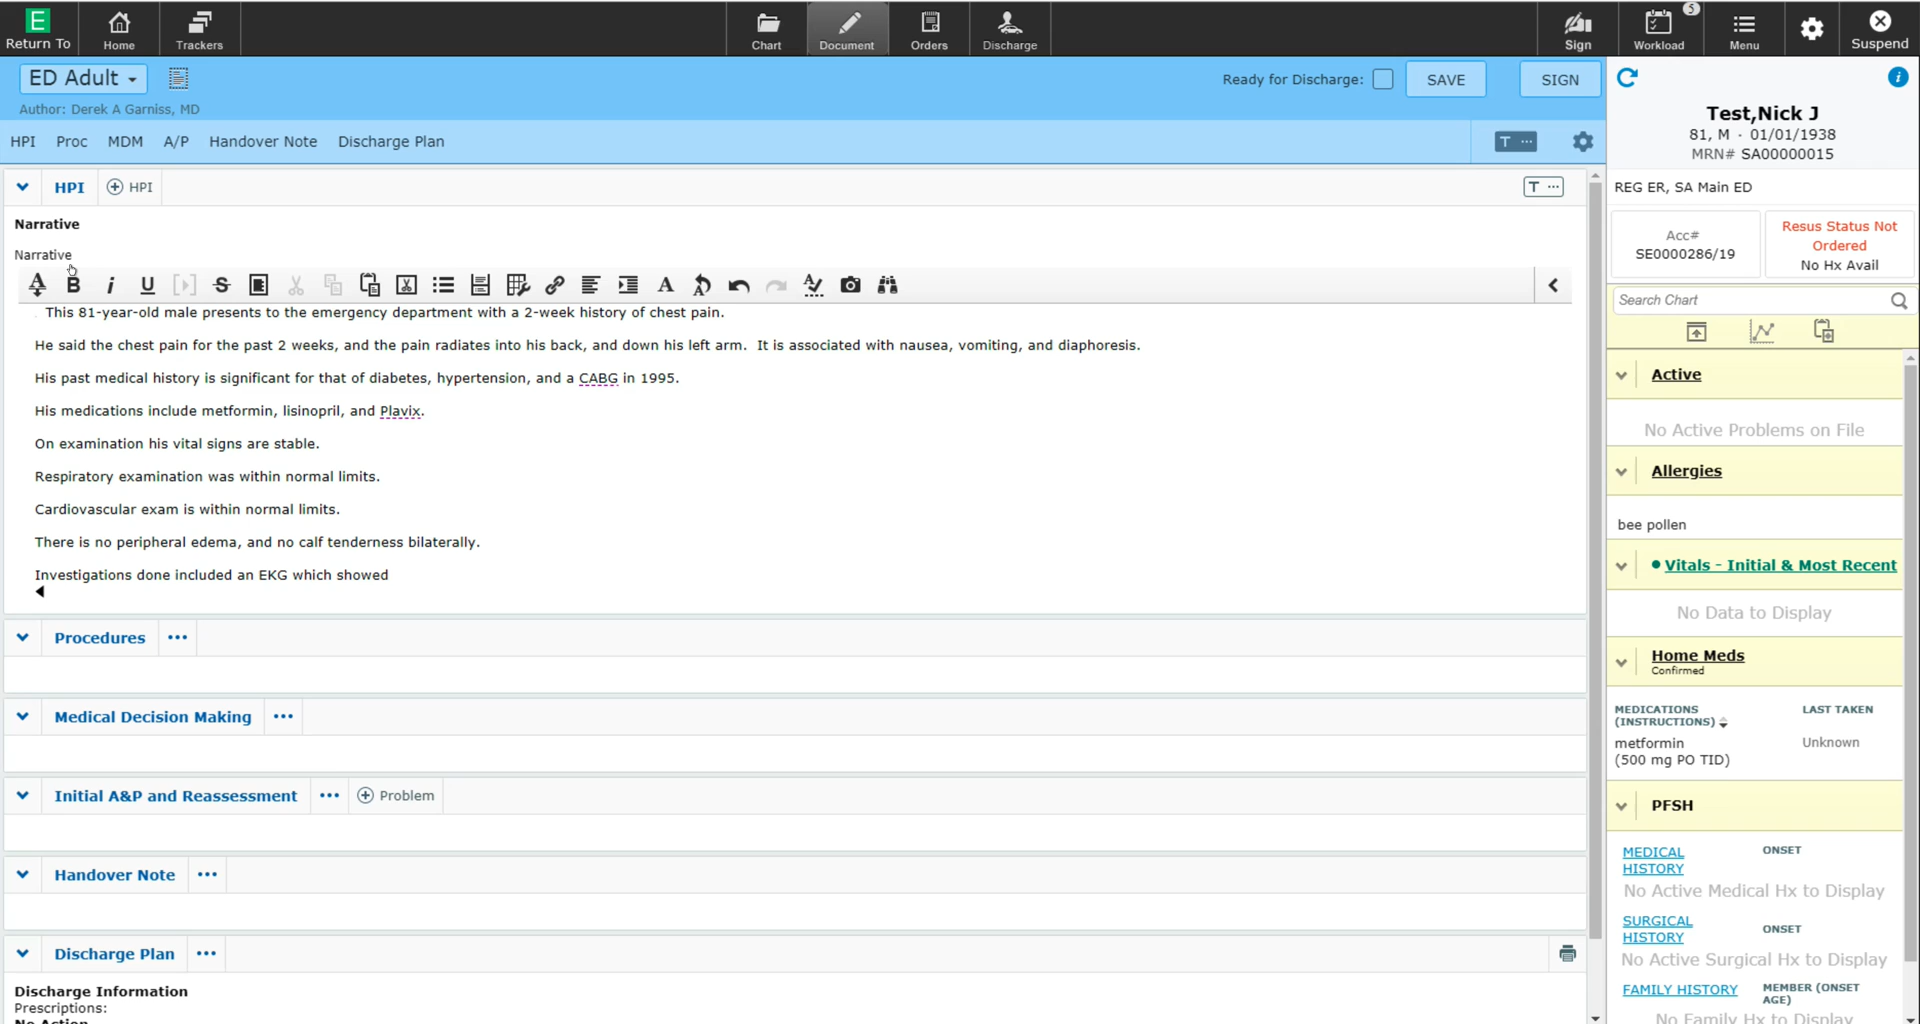 E
Return To
Home
Trackers
Chart
Document
Orders
Discharge
Sign
5
Workload
Menu
Suspend
ED Adult
Author: Derek A Garniss, MD
Ready for Discharge:
SAVE
SIGN
HPI Proc MDM A/P Handover Note Discharge Plan
T ...
HPI
HPI
T ...
Narrative
Narrative
B i U S A
This 81-year-old male presents to the emergency department with a 2-week history of chest pain.
He said the chest pain for the past 2 weeks, and the pain radiates into his back, and down his left arm. It is associated with nausea, vomiting, and diaphoresis.
His past medical history is significant for that of diabetes, hypertension, and a CABG in 1995.
His medications include metformin, lisinopril, and Plavix.
On examination his vital signs are stable.
Respiratory examination was within normal limits.
Cardiovascular exam is within normal limits.
There is no peripheral edema, and no calf tenderness bilaterally.
Investigations done included an EKG which showed
Procedures ...
Medical Decision Making ...
Initial A&P and Reassessment ... Problem
Handover Note ...
Discharge Plan ...
Discharge Information
Prescriptions:
No Action
Test,Nick J
81, M · 01/01/1938
MRN# SA00000015
REG ER, SA Main ED
Acc#
SE0000286/19
Resus Status Not
Ordered
No Hx Avail
Search Chart
Active
No Active Problems on File
Allergies
bee pollen
Vitals - Initial & Most Recent
No Data to Display
Home Meds
Confirmed
MEDICATIONS
(INSTRUCTIONS)
LAST TAKEN
metformin
(500 mg PO TID)
Unknown
PFSH
MEDICAL
HISTORY
ONSET
No Active Medical Hx to Display
SURGICAL
HISTORY
ONSET
No Active Surgical Hx to Display
FAMILY HISTORY
MEMBER (ONSET
AGE)
No Family Hx to Display